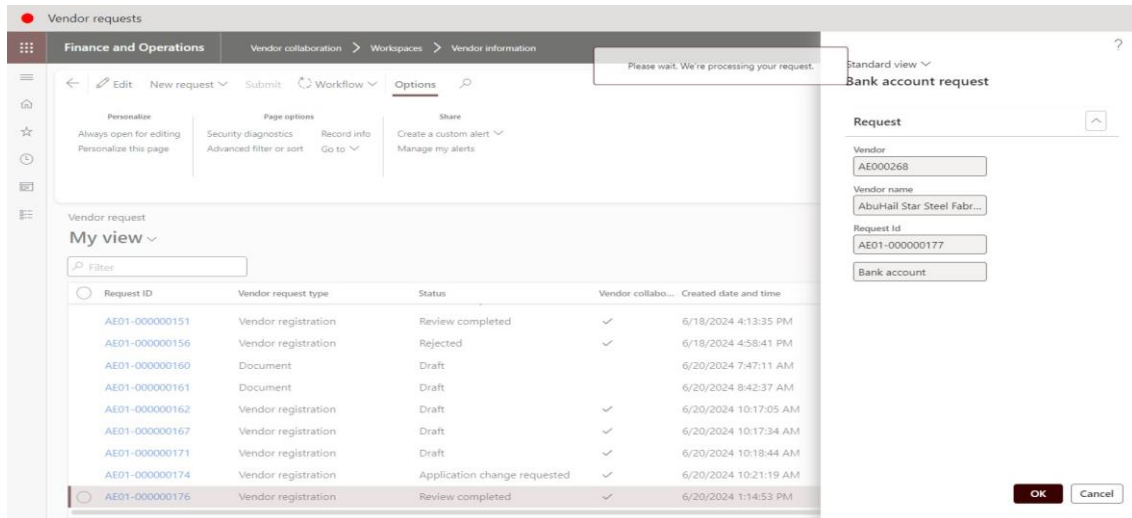 Vendor requests
Finance and Operations
Vendor collaboration > Workspaces > Vendor information
Please wait. We're processing your request.
?
Edit New request Submit Workflow Options
Personalize Page options Share
Always open for editing Security diagnostics Record info Create a custom alert
Personalize this page Advanced filter or sort Go to Manage my alerts
Vendor request
My view
Filter
Request ID Vendor request type Status Vendor collabo... Created date and time
AE01-000000151 Vendor registration Review completed 6/18/2024 4:13:35 PM
AE01-000000156 Vendor registration Rejected 6/18/2024 4:58:41 PM
AE01-000000160 Document Draft 6/20/2024 7:47:11 AM
AE01-000000161 Document Draft 6/20/2024 8:42:37 AM
AE01-000000162 Vendor registration Draft 6/20/2024 10:17:05 AM
AE01-000000167 Vendor registration Draft 6/20/2024 10:17:34 AM
AE01-000000171 Vendor registration Draft 6/20/2024 10:18:44 AM
AE01-000000174 Vendor registration Application change requested 6/20/2024 10:21:19 AM
AE01-000000176 Vendor registration Review completed 6/20/2024 1:14:53 PM
Standard view
Bank account request
Request
Vendor
AE000268
Vendor name
AbuHail Star Steel Fabr...
Request Id
AE01-000000177
Bank account
OK Cancel